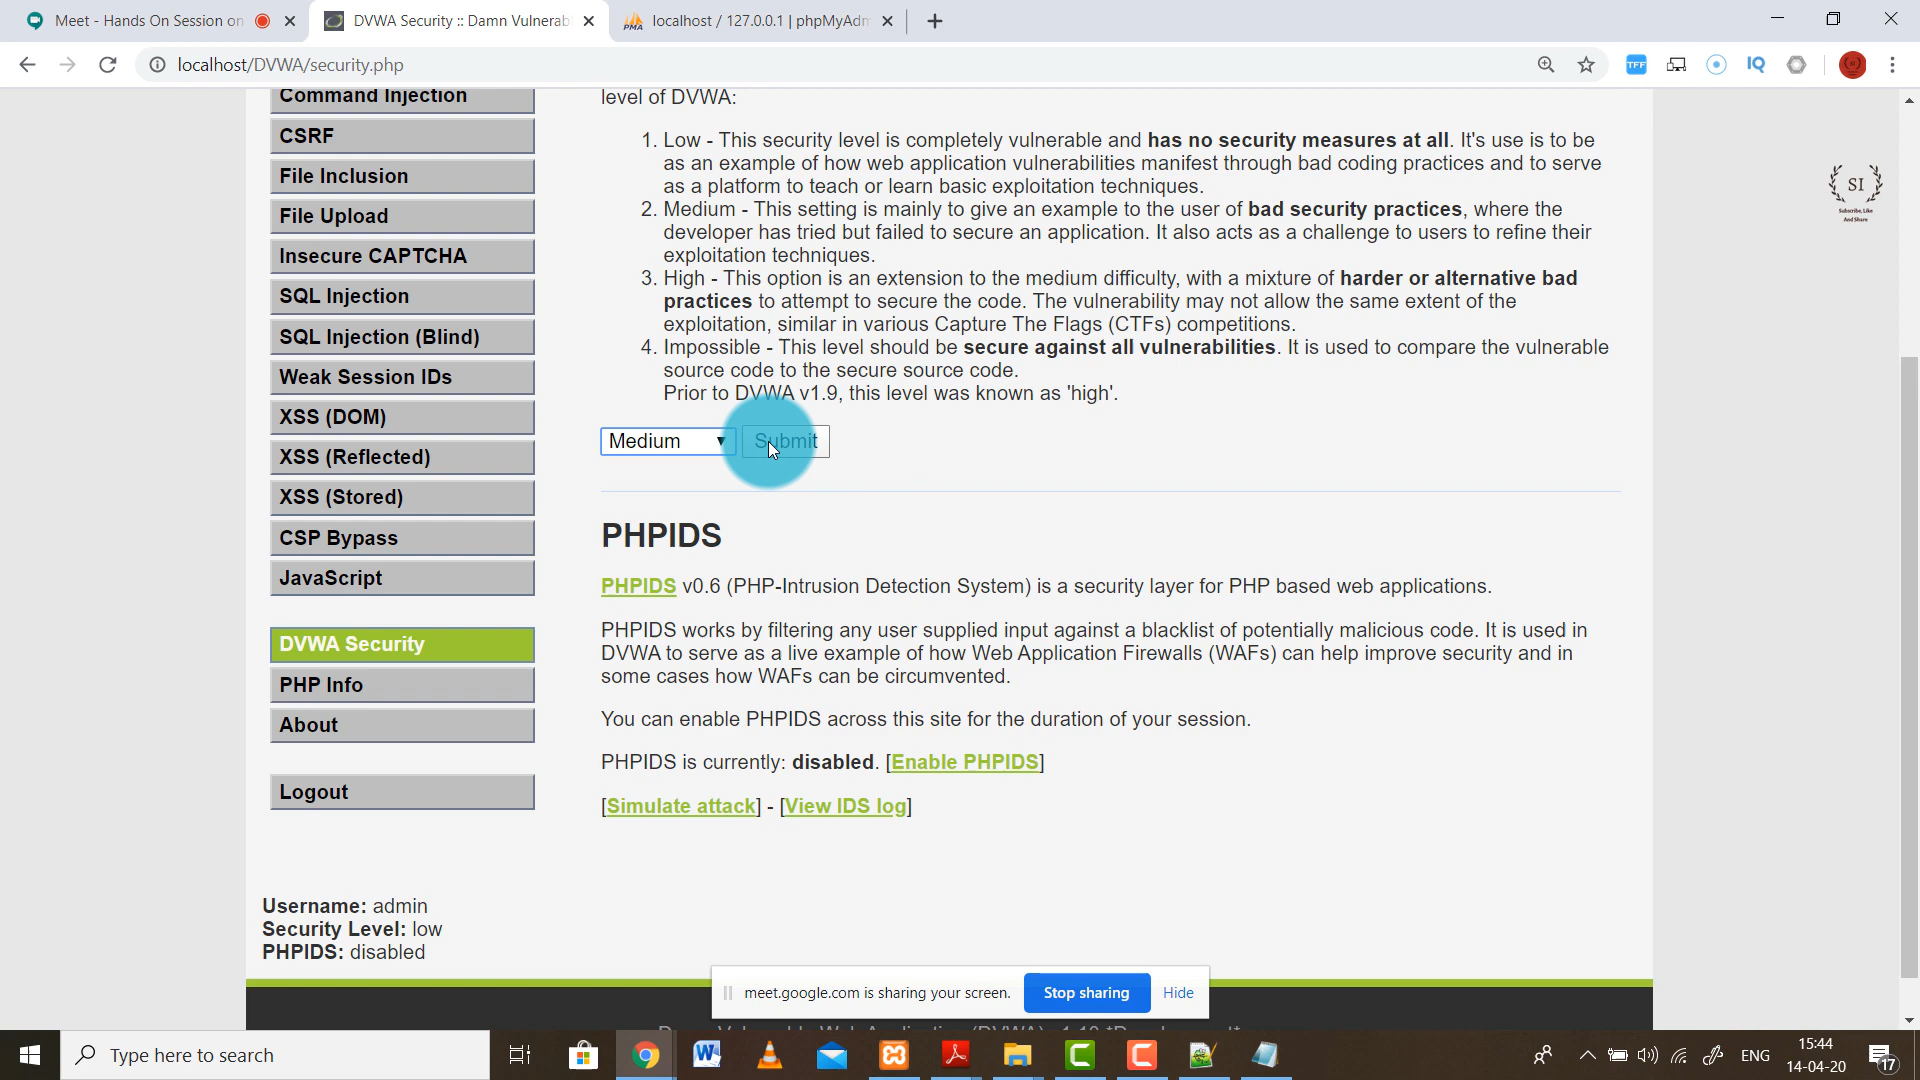 Meet - Hands On Session on
DVWA Security :: Damn Vulnerab
localhost / 127.0.0.1 | phpMyAdm
localhost/DVWA/security.php
TFF
IQ
Command Injection
CSRF
File Inclusion
File Upload
Insecure CAPTCHA
SQL Injection
SQL Injection (Blind)
Weak Session IDs
XSS (DOM)
XSS (Reflected)
XSS (Stored)
CSP Bypass
JavaScript
DVWA Security
PHP Info
About
Logout
Username: admin
Security Level: low
PHPIDS: disabled
level of DVWA:
1. Low - This security level is completely vulnerable and has no security measures at all. It's use is to be
as an example of how web application vulnerabilities manifest through bad coding practices and to serve
as a platform to teach or learn basic exploitation techniques.
2. Medium - This setting is mainly to give an example to the user of bad security practices, where the
developer has tried but failed to secure an application. It also acts as a challenge to users to refine their
exploitation techniques.
3. High - This option is an extension to the medium difficulty, with a mixture of harder or alternative bad
practices to attempt to secure the code. The vulnerability may not allow the same extent of the
exploitation, similar in various Capture The Flags (CTFs) competitions.
4. Impossible - This level should be secure against all vulnerabilities. It is used to compare the vulnerable
source code to the secure source code.
Prior to DVWA v1.9, this level was known as 'high'.
Medium
Submit
PHPIDS
PHPIDS v0.6 (PHP-Intrusion Detection System) is a security layer for PHP based web applications.
PHPIDS works by filtering any user supplied input against a blacklist of potentially malicious code. It is used in
DVWA to serve as a live example of how Web Application Firewalls (WAFs) can help improve security and in
some cases how WAFs can be circumvented.
You can enable PHPIDS across this site for the duration of your session.
PHPIDS is currently: disabled. [Enable PHPIDS]
[Simulate attack] - [View IDS log]
SI
Subscribe, Like
And Share
meet.google.com is sharing your screen.
Stop sharing
Hide
Type here to search
ENG
15:44
14-04-20
17